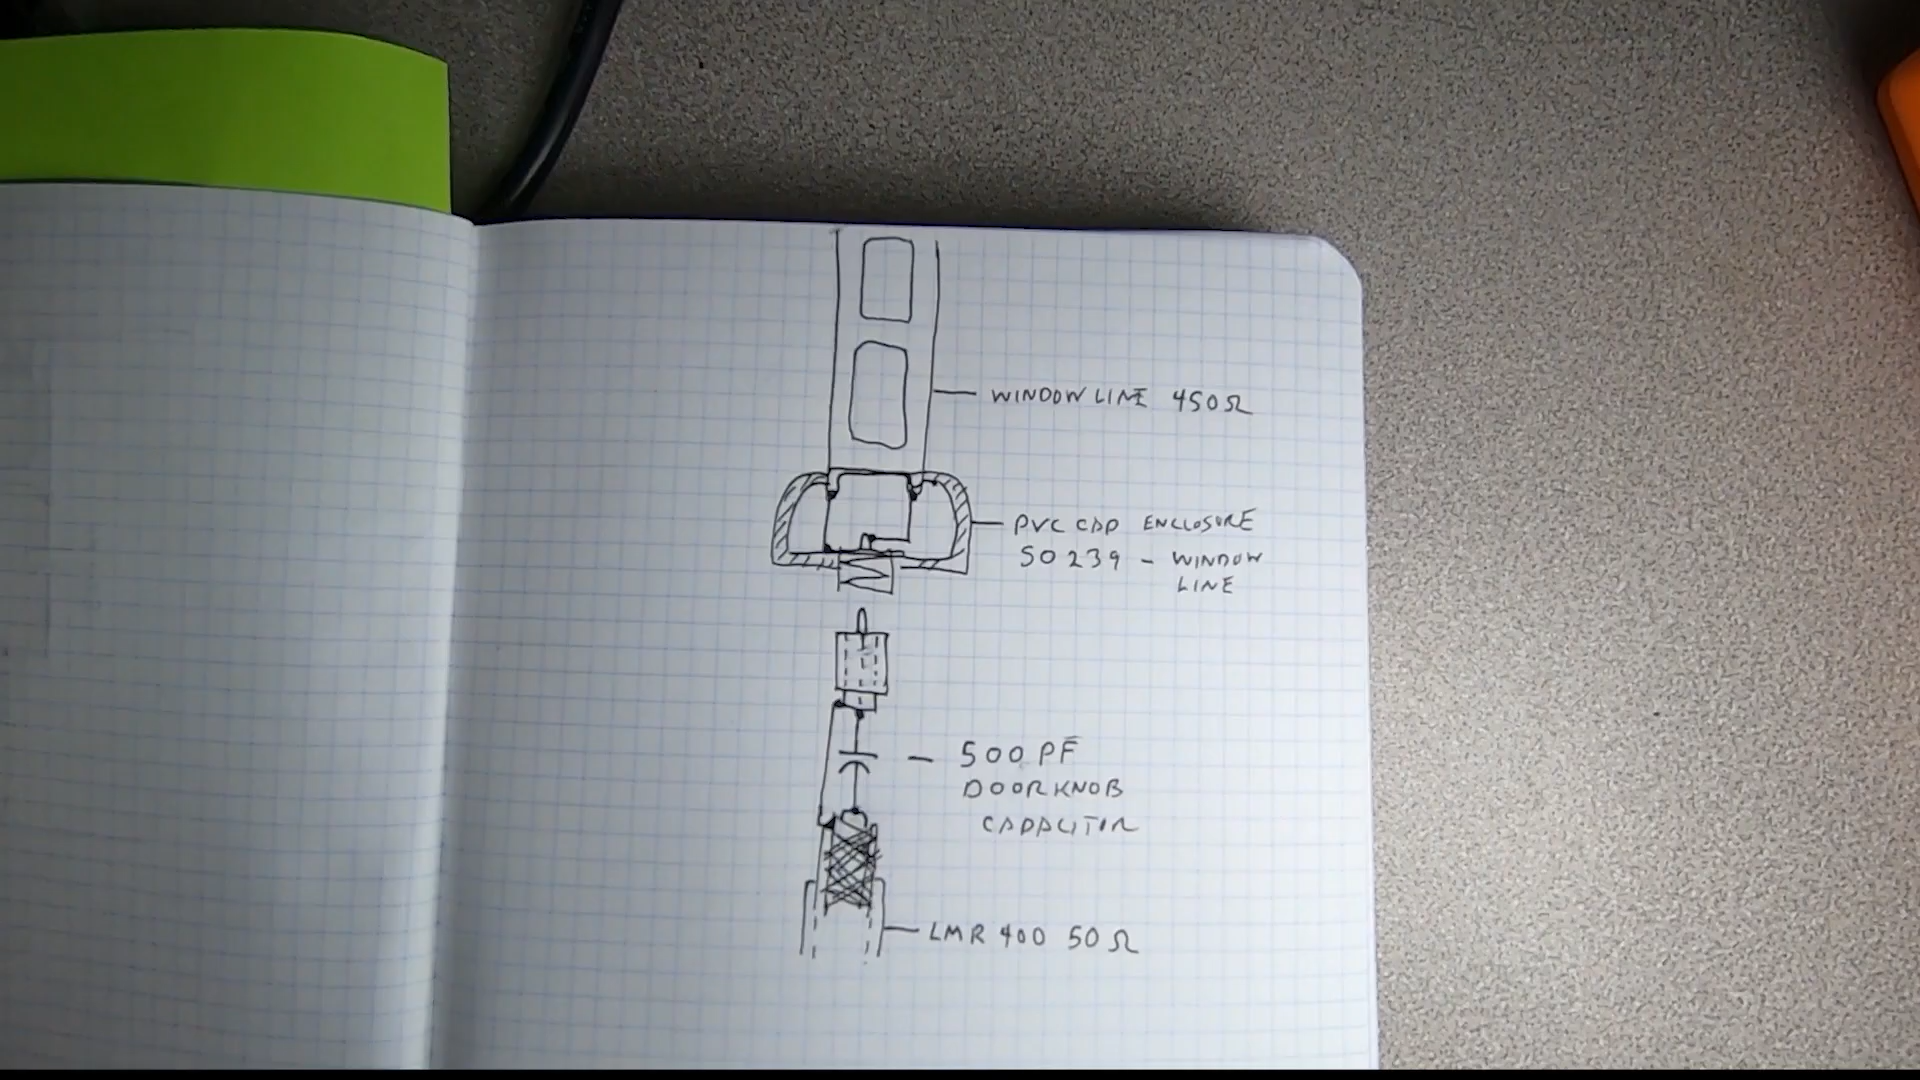 WINDOW LINE 450Ω
PVC CAP ENCLOSURE
SO239 - WINDOW
LINE
500 PF
DOORKNOB
CAPACITOR
LMR 400 50Ω